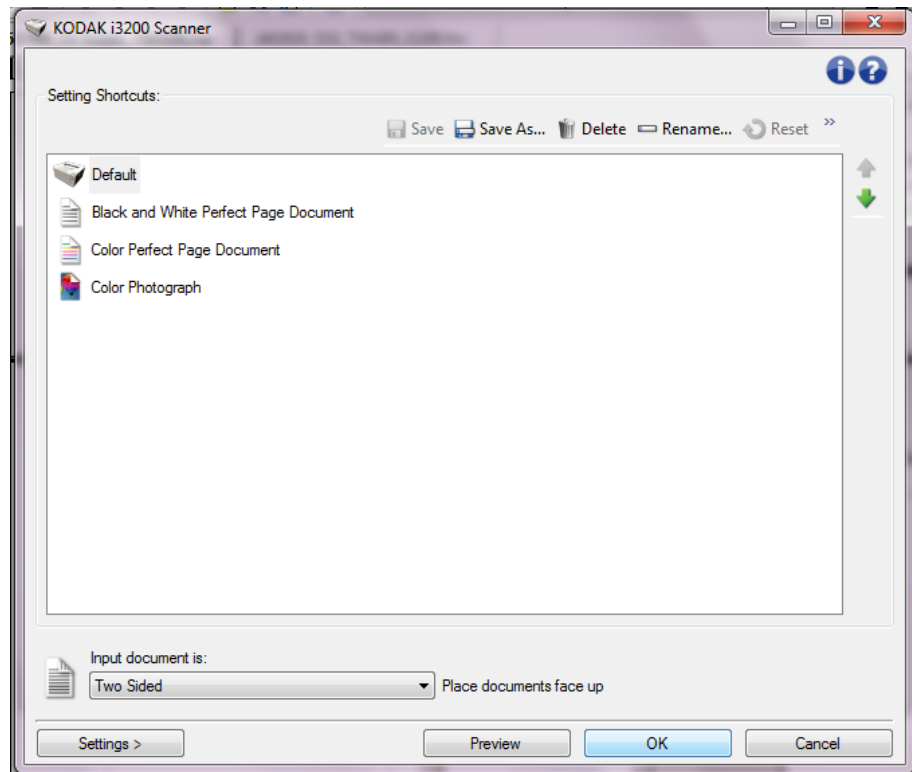 KODAK i3200 Scanner
Setting Shortcuts:
Save Save As... Delete Rename... Reset »
Default
Black and White Perfect Page Document
Color Perfect Page Document
Color Photograph
Input document is:
Two Sided Place documents face up
Settings > Preview OK Cancel